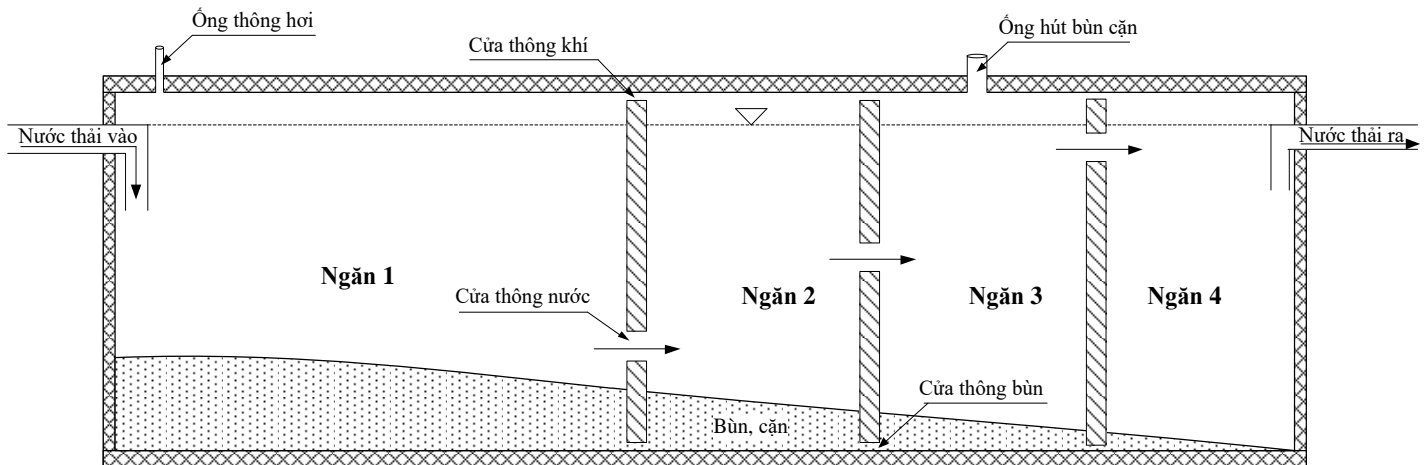 Ống thông hơi
Cửa thông khí
Ống hút bùn cặn
Nước thải vào
Nước thải ra
Ngăn 1
Ngăn 2
Ngăn 3
Ngăn 4
Cửa thông nước
Cửa thông bùn
Bùn, cặn